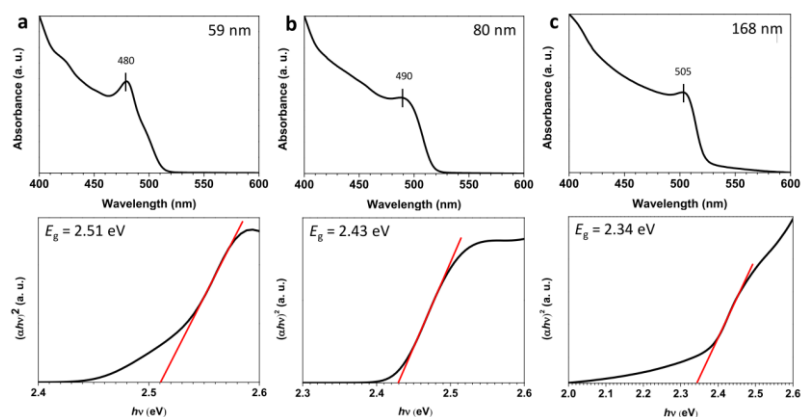 a
59 nm
480
Absorbance (a. u.)
400 450 500 550 600
Wavelength (nm)
b
80 nm
490
Absorbance (a. u.)
400 450 500 550 600
Wavelength (nm)
c
168 nm
505
Absorbance (a. u.)
400 450 500 550 600
Wavelength (nm)
Eg = 2.51 eV
(αhν)² (a. u.)
2.4 2.5 2.6
hν (eV)
Eg = 2.43 eV
(αhν)² (a. u.)
2.3 2.4 2.5 2.6
hν (eV)
Eg = 2.34 eV
(αhν)² (a. u.)
2.0 2.1 2.2 2.3 2.4 2.5 2.6
hν (eV)